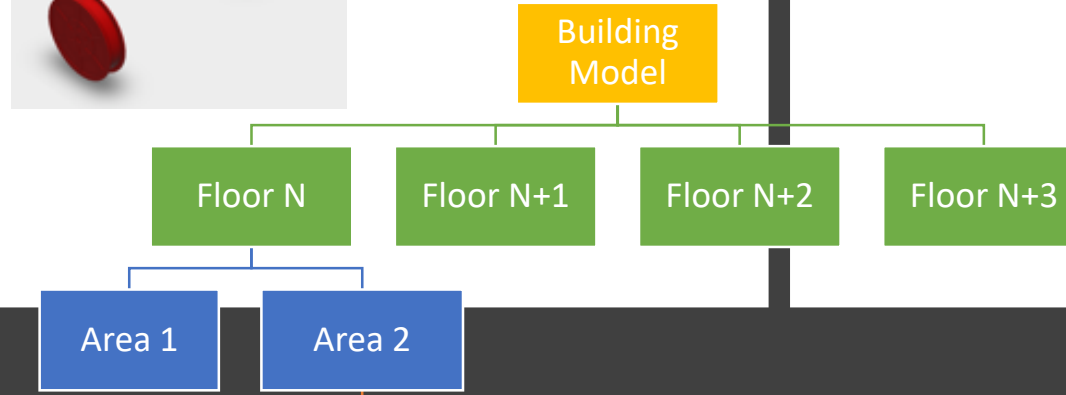 Building
Model
Floor N
Floor N+1
Floor N+2
Floor N+3
Area 1
Area 2